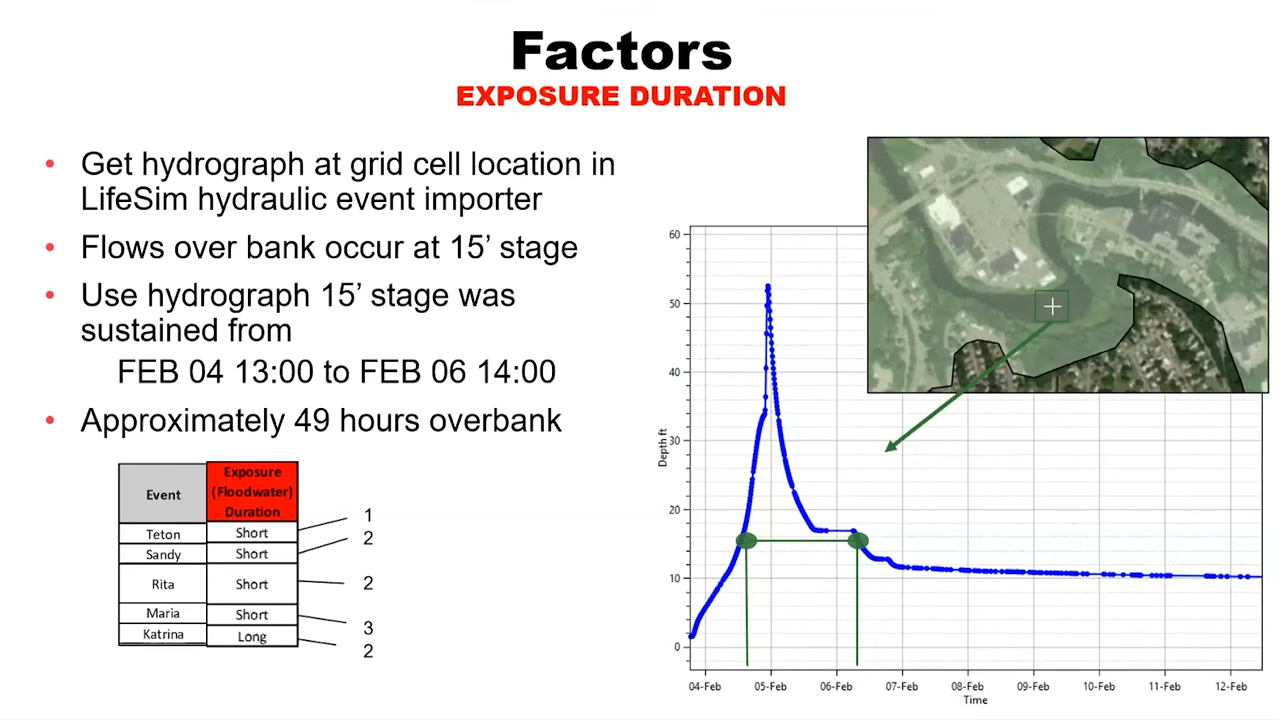 Factors
EXPOSURE DURATION
• Get hydrograph at grid cell location in
LifeSim hydraulic event importer
• Flows over bank occur at 15’ stage
• Use hydrograph 15’ stage was
sustained from
FEB 04 13:00 to FEB 06 14:00
• Approximately 49 hours overbank
Event
Exposure
(Floodwater)
Duration
Teton Short 1
Sandy Short 2
Rita Short 2
Maria Short 3
Katrina Long 2
Depth ft
60
50
40
30
20
10
0
04-Feb 05-Feb 06-Feb 07-Feb 08-Feb 09-Feb 10-Feb 11-Feb 12-Feb
Time